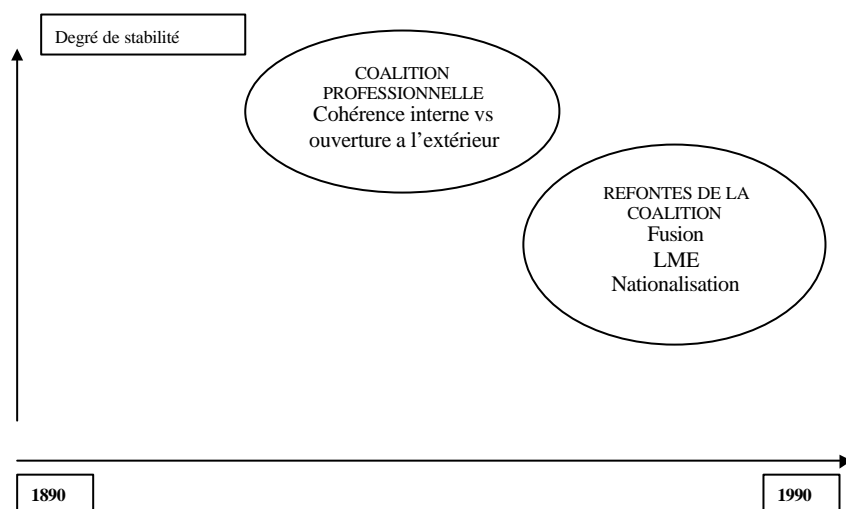 Degré de stabilité
COALITION
PROFESSIONNELLE
Cohérence interne vs
ouverture a l’extérieur
REFONTES DE LA
COALITION
Fusion
LME
Nationalisation
1890
1990